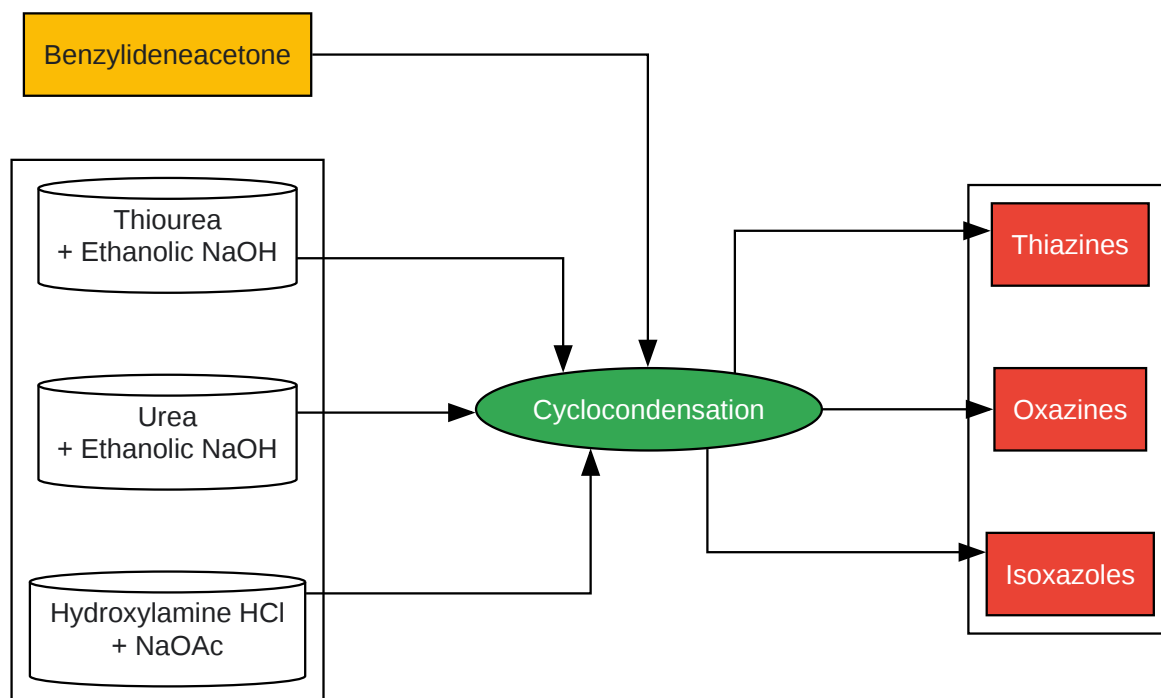 Benzylideneacetone
Thiourea
+ Ethanolic NaOH
Urea
+ Ethanolic NaOH
Hydroxylamine HCl
+ NaOAc
Cyclocondensation
Thiazines
Oxazines
Isoxazoles